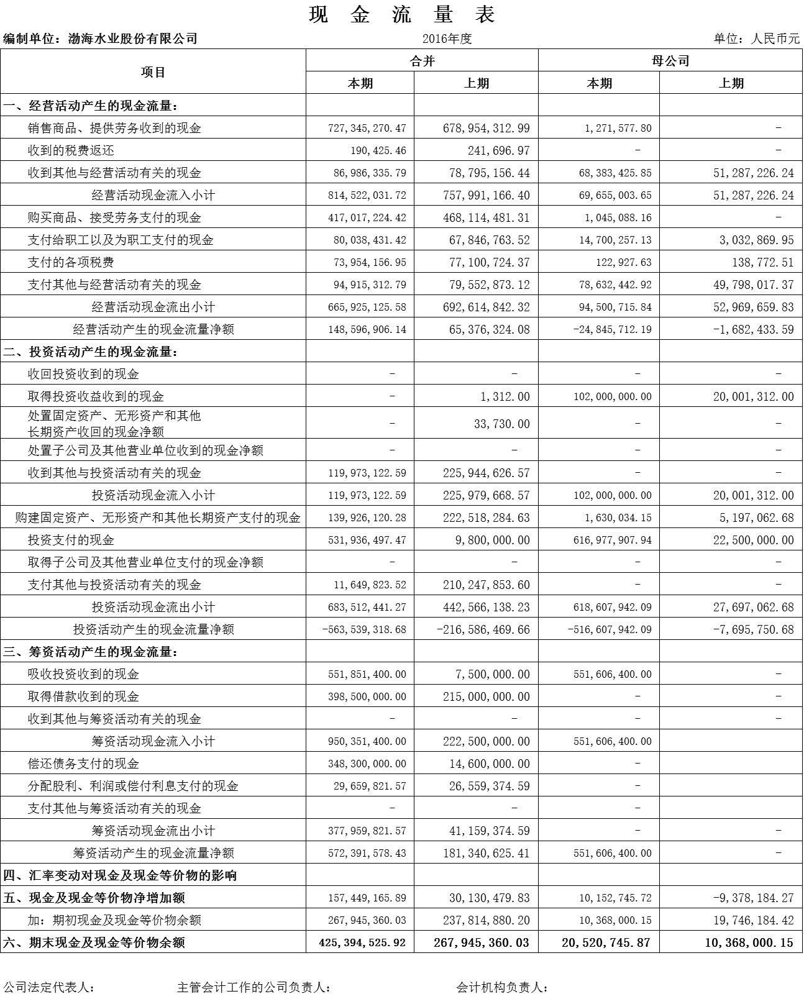 现 金 流 量 表
编制单位：渤海水业股份有限公司 2016年度 单位：人民币元
项目 合并 母公司
本期 上期 本期 上期
一、经营活动产生的现金流量：
销售商品、提供劳务收到的现金 727,345,270.47 678,954,312.99 1,271,577.80 -
收到的税费返还 190,425.46 241,696.97 - -
收到其他与经营活动有关的现金 86,986,335.79 78,795,156.44 68,383,425.85 51,287,226.24
经营活动现金流入小计 814,522,031.72 757,991,166.40 69,655,003.65 51,287,226.24
购买商品、接受劳务支付的现金 417,017,224.42 468,114,481.31 1,045,088.16 -
支付给职工以及为职工支付的现金 80,038,431.42 67,846,763.52 14,700,257.13 3,032,869.95
支付的各项税费 73,954,156.95 77,100,724.37 122,927.63 138,772.51
支付其他与经营活动有关的现金 94,915,312.79 79,552,873.12 78,632,442.92 49,798,017.37
经营活动现金流出小计 665,925,125.58 692,614,842.32 94,500,715.84 52,969,659.83
经营活动产生的现金流量净额 148,596,906.14 65,376,324.08 -24,845,712.19 -1,682,433.59
二、投资活动产生的现金流量：
收回投资收到的现金 - - - -
取得投资收益收到的现金 - 1,312.00 102,000,000.00 20,001,312.00
处置固定资产、无形资产和其他
长期资产收回的现金净额 - 33,730.00 - -
处置子公司及其他营业单位收到的现金净额 - - - -
收到其他与投资活动有关的现金 119,973,122.59 225,944,626.57 - -
投资活动现金流入小计 119,973,122.59 225,979,668.57 102,000,000.00 20,001,312.00
购建固定资产、无形资产和其他长期资产支付的现金 139,926,120.28 222,518,284.63 1,630,034.15 5,197,062.68
投资支付的现金 531,936,497.47 9,800,000.00 616,977,907.94 22,500,000.00
取得子公司及其他营业单位支付的现金净额 - - - -
支付其他与投资活动有关的现金 11,649,823.52 210,247,853.60 - -
投资活动现金流出小计 683,512,441.27 442,566,138.23 618,607,942.09 27,697,062.68
投资活动产生的现金流量净额 -563,539,318.68 -216,586,469.66 -516,607,942.09 -7,695,750.68
三、筹资活动产生的现金流量：
吸收投资收到的现金 551,851,400.00 7,500,000.00 551,606,400.00 -
取得借款收到的现金 398,500,000.00 215,000,000.00 - -
收到其他与筹资活动有关的现金 - - - -
筹资活动现金流入小计 950,351,400.00 222,500,000.00 551,606,400.00
偿还债务支付的现金 348,300,000.00 14,600,000.00 -
分配股利、利润或偿付利息支付的现金 29,659,821.57 26,559,374.59 -
支付其他与筹资活动有关的现金 - - -
筹资活动现金流出小计 377,959,821.57 41,159,374.59 - -
筹资活动产生的现金流量净额 572,391,578.43 181,340,625.41 551,606,400.00 -
四、汇率变动对现金及现金等价物的影响
五、现金及现金等价物净增加额 157,449,165.89 30,130,479.83 10,152,745.72 -9,378,184.27
加：期初现金及现金等价物余额 267,945,360.03 237,814,880.20 10,368,000.15 19,746,184.42
六、期末现金及现金等价物余额 425,394,525.92 267,945,360.03 20,520,745.87 10,368,000.15
公司法定代表人： 主管会计工作的公司负责人： 会计机构负责人：